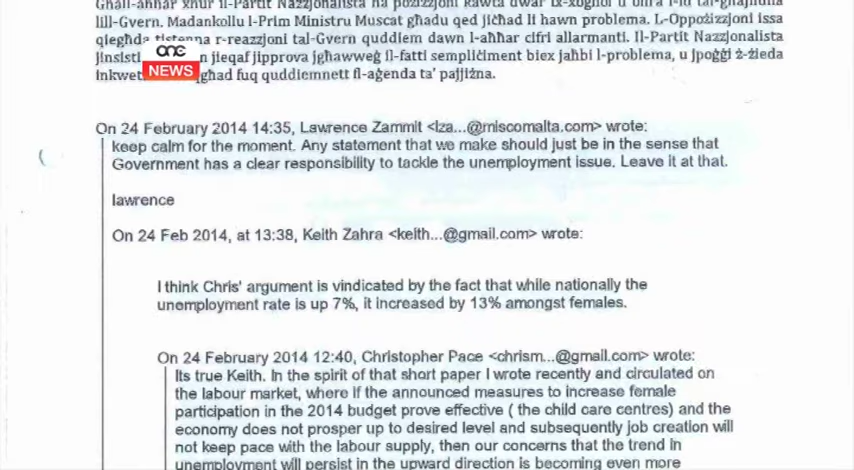 Għall-aħħar xhur il-Partit Nazzjonalista ħa pożizzjoni
lill-Gvern. Madankollu l-Prim Ministru Muscat għadu qed jiċħad li hawn problema. L-Oppożizzjoni issa
qiegħda tistenna r-reazzjoni tal-Gvern quddiem dawn l-aħħar ċifri allarmanti. Il-Partit Nazzjonalista
jinsisti jieqaf jipprova jgħawweġ il-fatti sempliċiment biex jaħbi l-problema, u jpoġġi ż-żieda
fuq quddiemnett fl-aġenda ta' pajjiżna.
one
NEWS
On 24 February 2014 14:35, Lawrence Zammit <lza...@miscomalta.com> wrote:
keep calm for the moment. Any statement that we make should just be in the sense that
Government has a clear responsibility to tackle the unemployment issue. Leave it at that.
lawrence
On 24 Feb 2014, at 13:38, Keith Zahra <keith...@gmail.com> wrote:
I think Chris' argument is vindicated by the fact that while nationally the
unemployment rate is up 7%, it increased by 13% amongst females.
On 24 February 2014 12:40, Christopher Pace <chrism...@gmail.com> wrote:
Its true Keith. In the spirit of that short paper I wrote recently and circulated on
the labour market, where if the announced measures to increase female
participation in the 2014 budget prove effective ( the child care centres) and the
economy does not prosper up to desired level and subsequently job creation will
not keep pace with the labour supply, then our concerns that the trend in
unemployment will persist in the upward direction is becoming even more